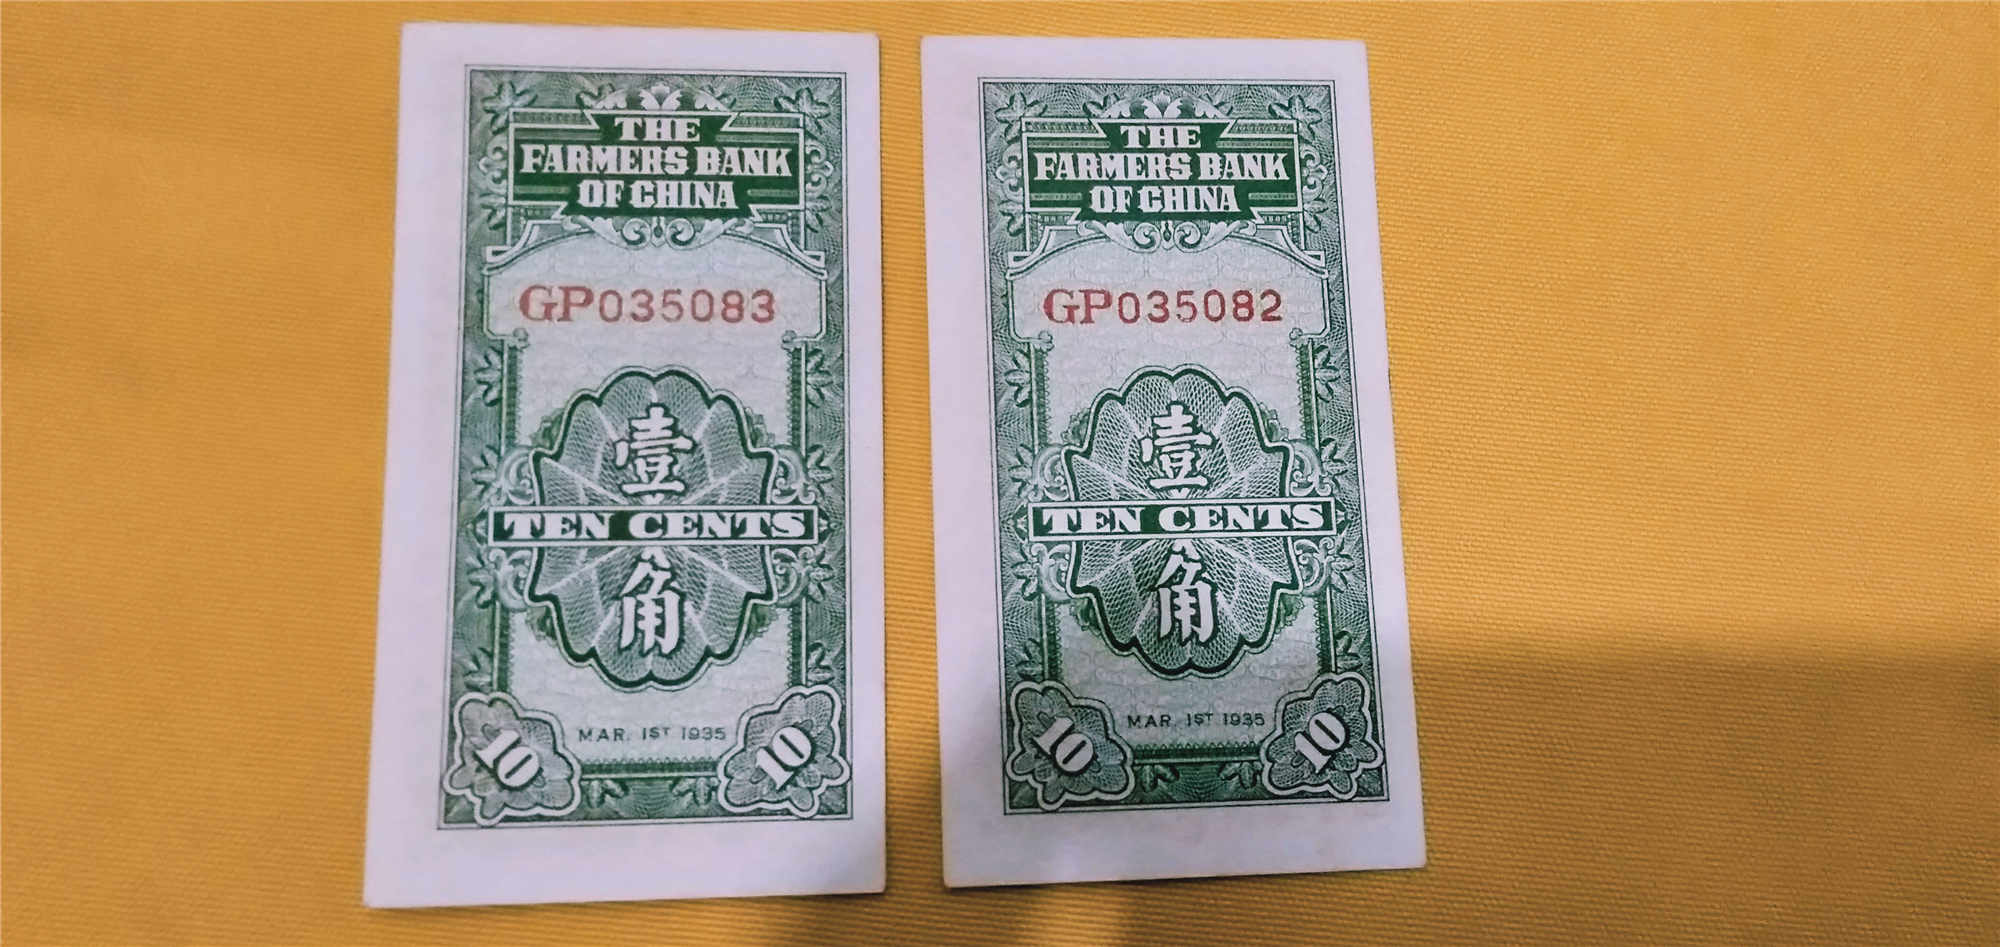 THE
FARMERS BANK
OF CHINA
GP035083
壹
TEN CENTS
角
MAR. 1ST 1935
10
10
THE
FARMERS BANK
OF CHINA
GP035082
壹
TEN CENTS
角
MAR. 1ST 1935
10
10